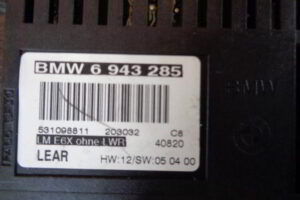 BMW 6 943 285
531098811 203032 C8
LM E6X ohne LWR 40820
LEAR HW:12/SW:05 04 00
BMW